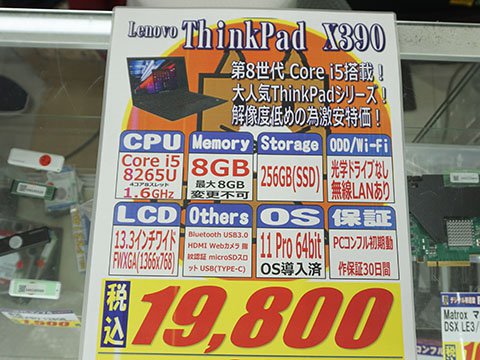 Lenovo ThinkPad X390
第8世代 Core i5搭載！
大人気ThinkPadシリーズ！
解像度低めの為激安特価！
CPU
Core i5
8265U
4コア8スレッド
1.6GHz
Memory
8GB
最大8GB
変更不可
Storage
256GB(SSD)
ODD/Wi-Fi
光学ドライブなし
無線LANあり
LCD
13.3インチワイド
FWXGA(1366x768)
Others
Bluetooth USB3.0
HDMI Webカメラ 指
紋認証 microSDスロ
ット USB(TYPE-C)
OS
11 Pro 64bit
OS導入済
保証
PCコンフル初期動
作保証30日間
税込
19,800
Matrox
DSX LE3/